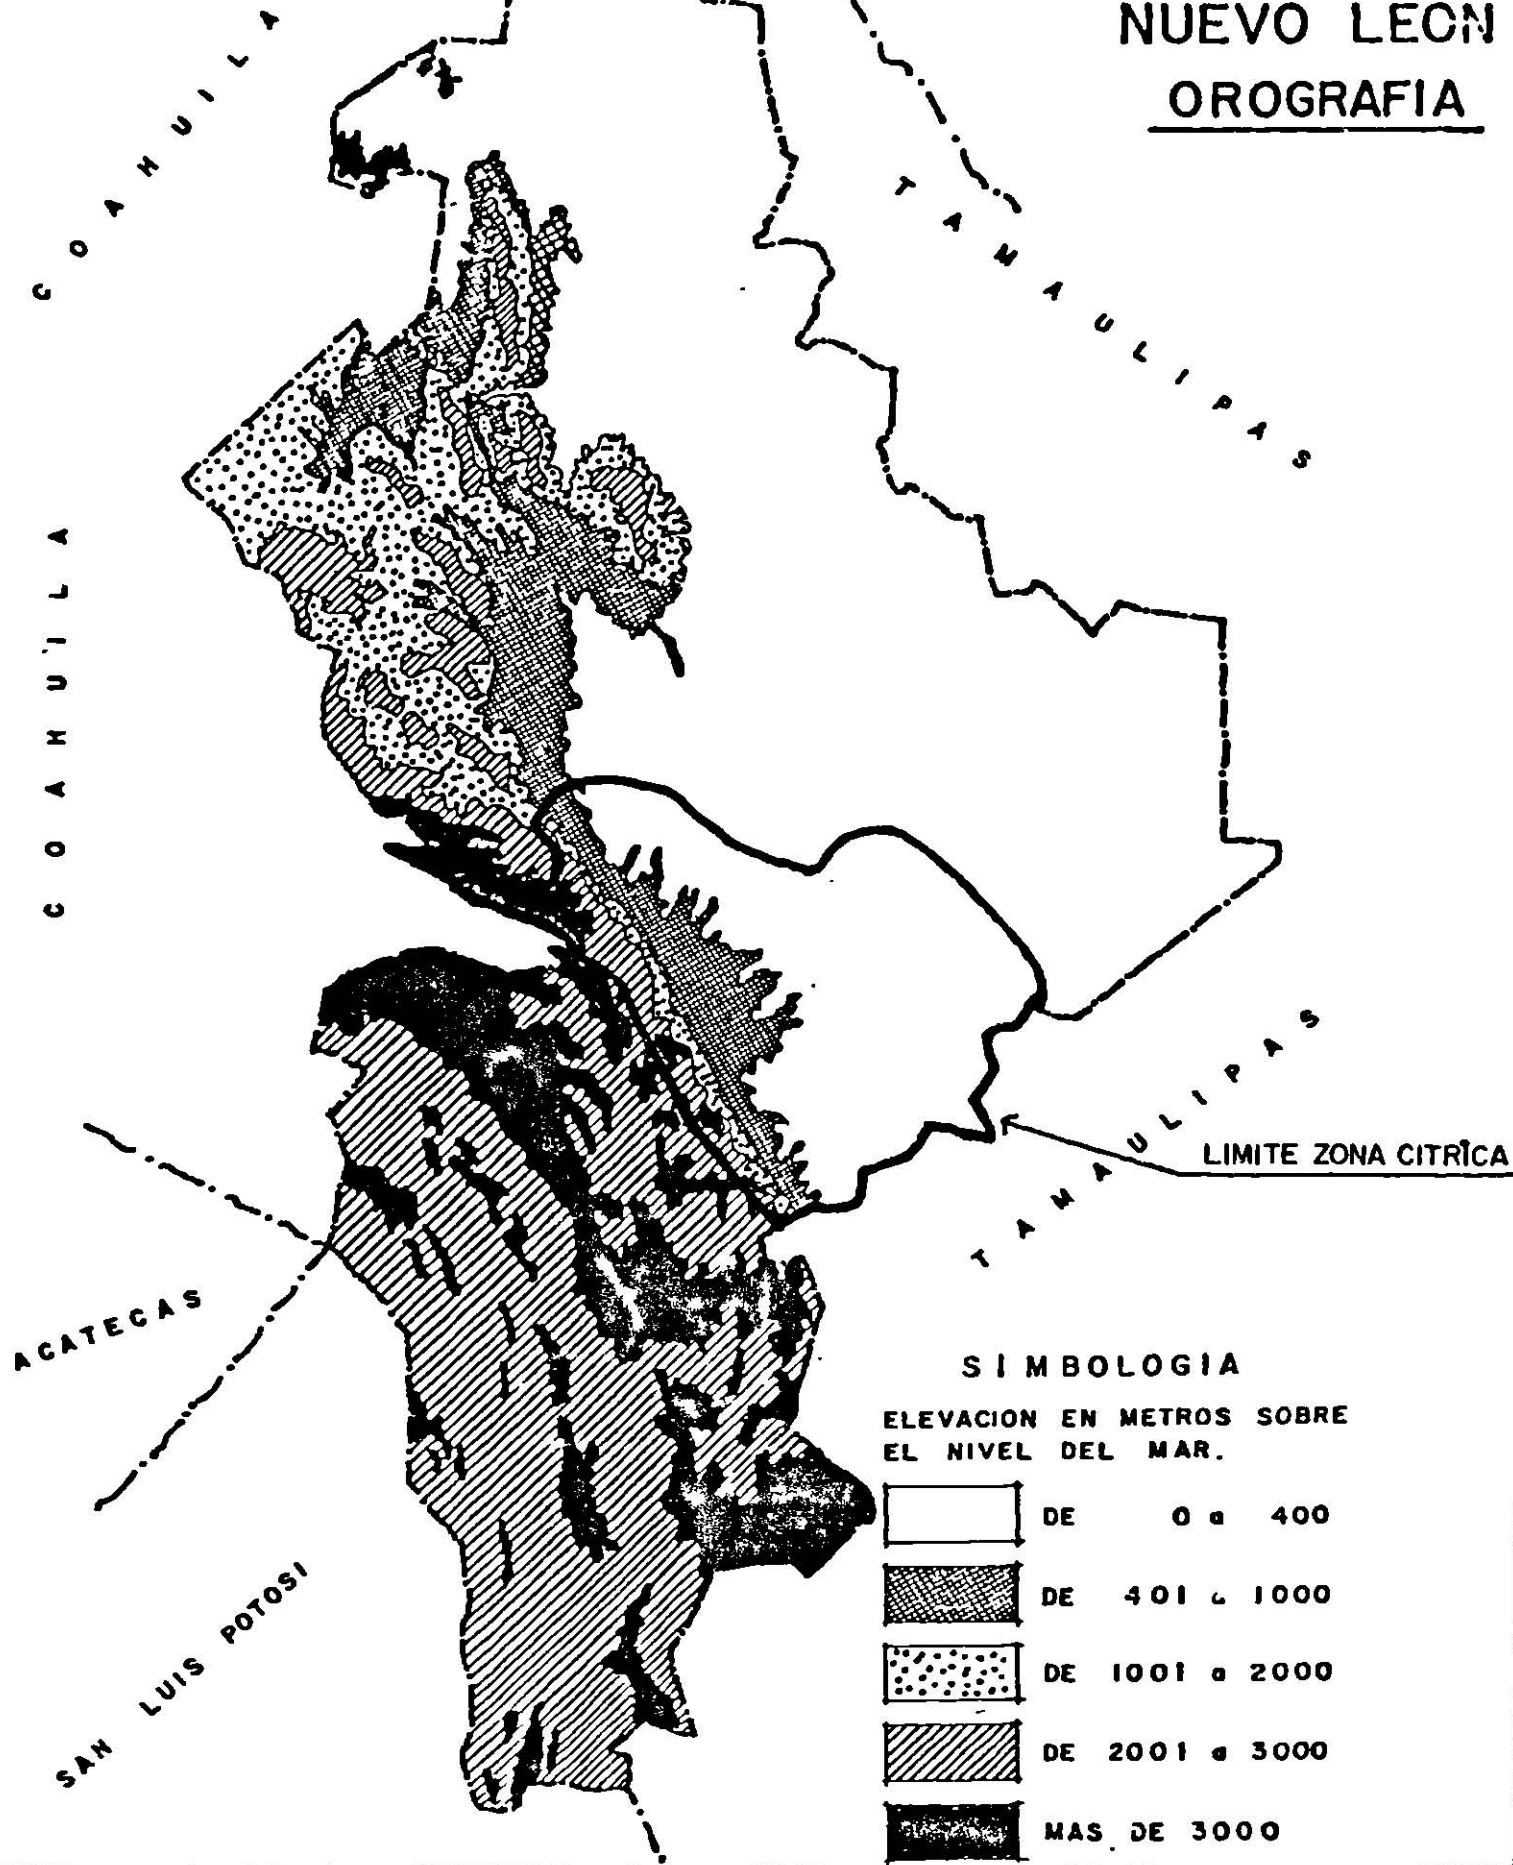 NUEVO LEON
OROGRAFIA
COAHUILA
TAMAULIPAS
COAHUILA
TAMAULIPAS
LIMITE ZONA CITRÍCA
ACATECAS
SAN LUIS POTOSI
SIMBOLOGIA
ELEVACION EN METROS SOBRE
EL NIVEL DEL MAR.
DE 0 a 400
DE 401 a 1000
DE 1001 a 2000
DE 2001 a 3000
MAS DE 3000